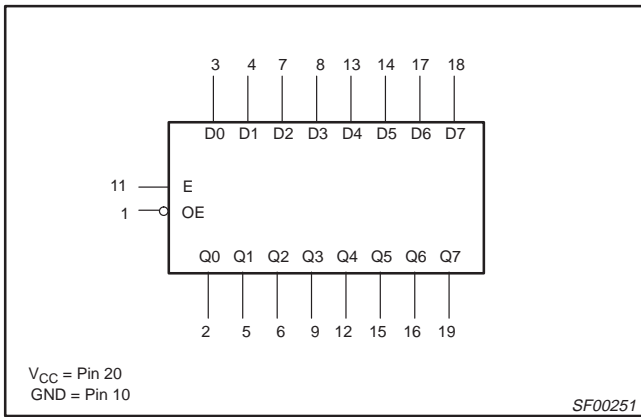 3 4 7 8 13 14 17 18
D0 D1 D2 D3 D4 D5 D6 D7
11 E
1 OE
Q0 Q1 Q2 Q3 Q4 Q5 Q6 Q7
2 5 6 9 12 15 16 19
VCC = Pin 20
GND = Pin 10
SF00251